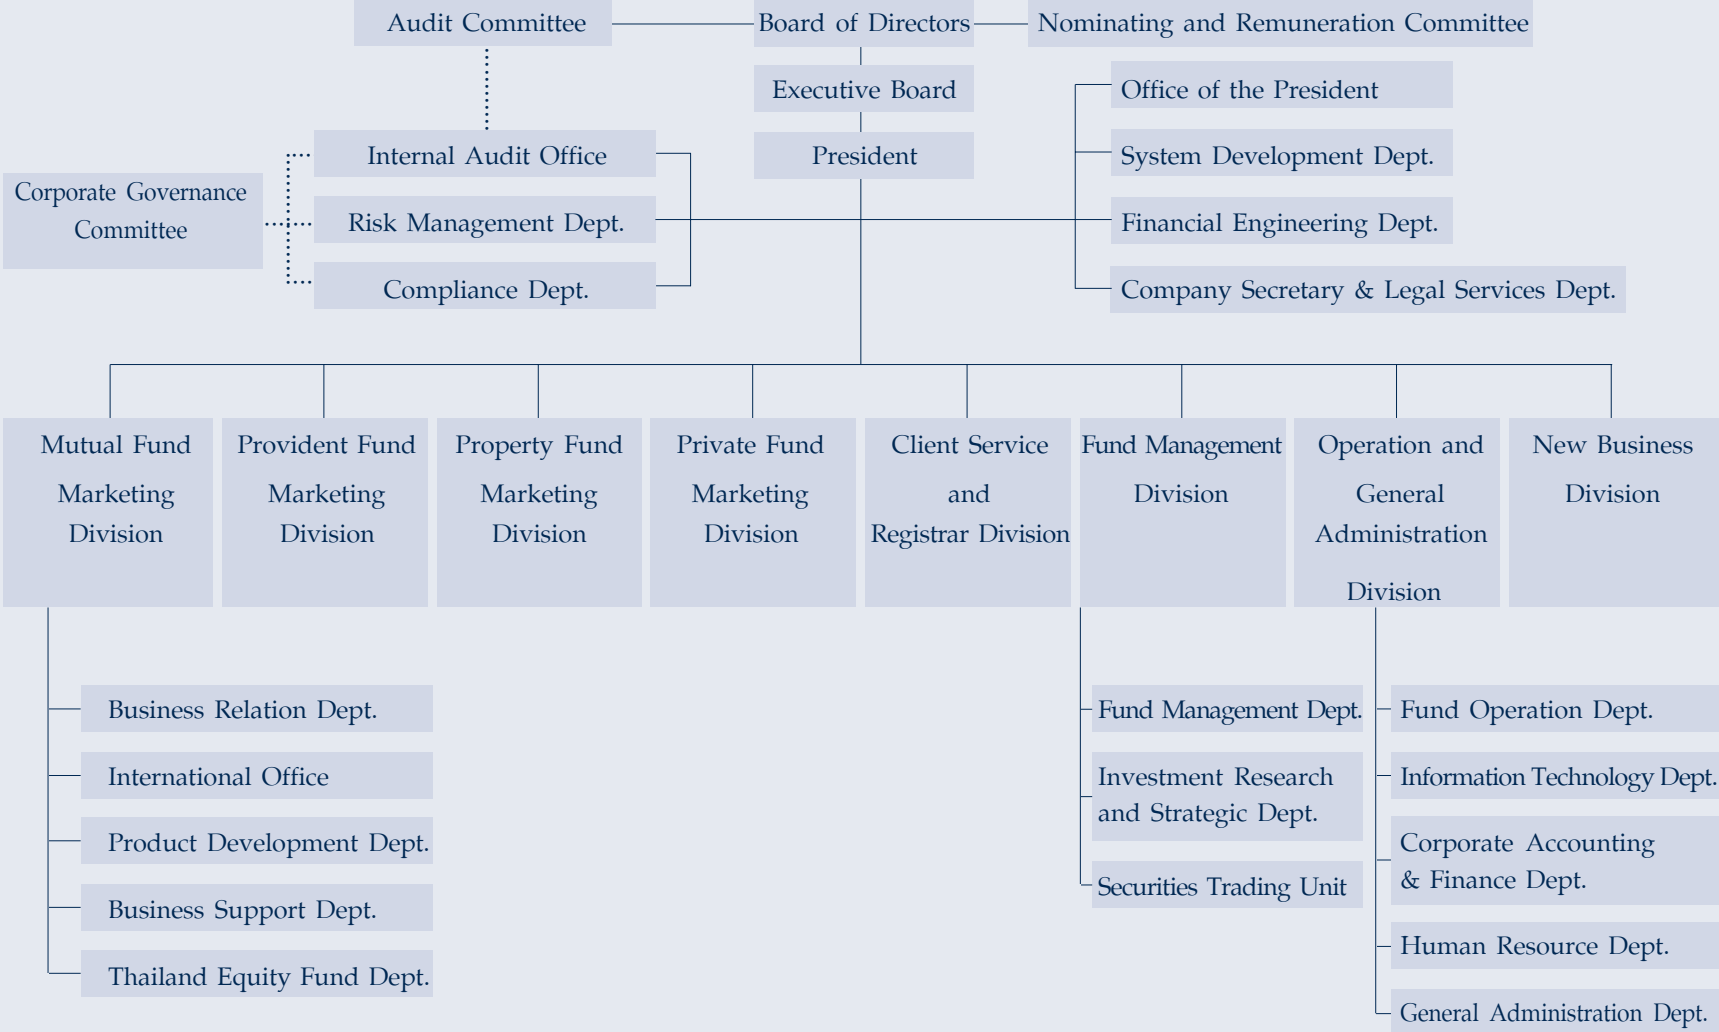 Audit Committee
Board of Directors
Nominating and Remuneration Committee
Executive Board
Office of the President
Internal Audit Office
President
System Development Dept.
Corporate Governance
Committee
Risk Management Dept.
Financial Engineering Dept.
Compliance Dept.
Company Secretary & Legal Services Dept.
Mutual Fund
Marketing
Division
Provident Fund
Marketing
Division
Property Fund
Marketing
Division
Private Fund
Marketing
Division
Client Service
and
Registrar Division
Fund Management
Division
Operation and
General
Administration
Division
New Business
Division
Business Relation Dept.
International Office
Product Development Dept.
Business Support Dept.
Thailand Equity Fund Dept.
Fund Management Dept.
Investment Research
and Strategic Dept.
Securities Trading Unit
Fund Operation Dept.
Information Technology Dept.
Corporate Accounting
& Finance Dept.
Human Resource Dept.
General Administration Dept.